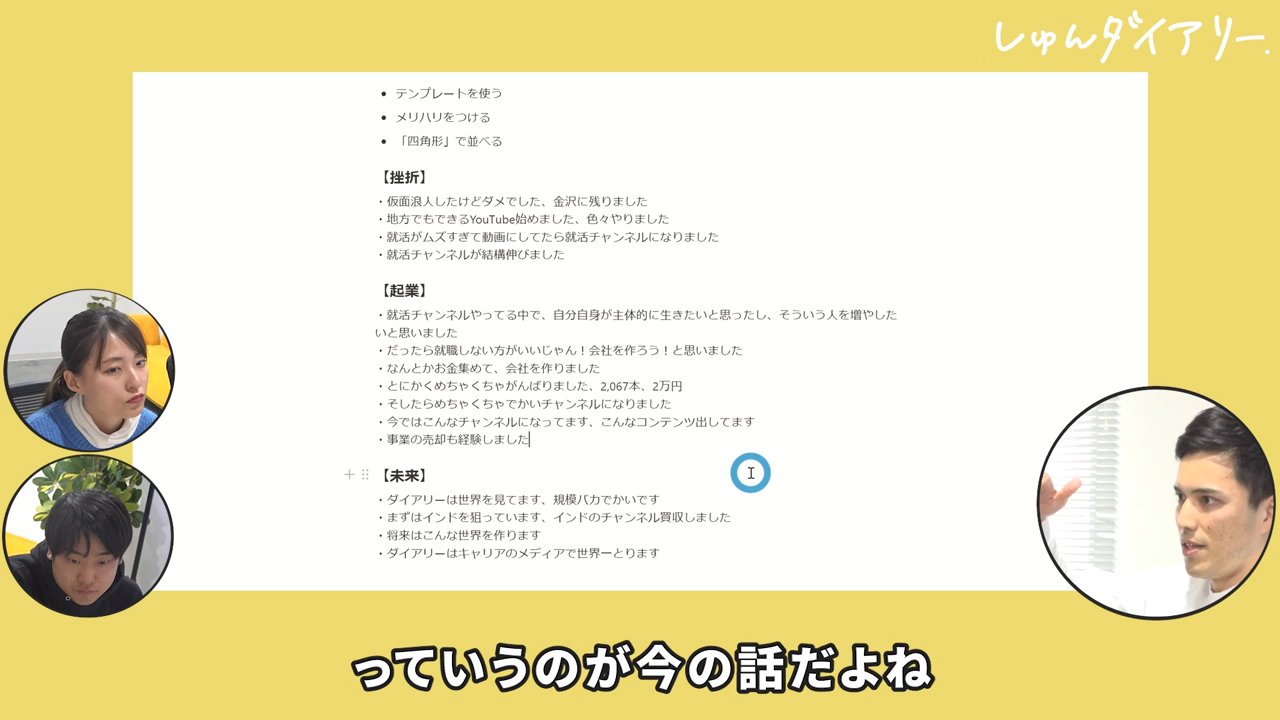 しゅんダイアリー.
• テンプレートを使う
• メリハリをつける
• 「四角形」で並べる
【挫折】
・仮面浪人したけどダメでした、金沢に残りました
・地方でもできるYouTube始めました、色々やりました
・就活がムズすぎて動画にしてたら就活チャンネルになりました
・就活チャンネルが結構伸びました
【起業】
・就活チャンネルやってる中で、自分自身が主体的に生きたいと思ったし、そういう人を増やした
いと思いました
・だったら就職しない方がいいじゃん！会社を作ろう！と思いました
・なんとかお金集めて、会社を作りました
・とにかくめちゃくちゃがんばりました、2,067本、2万円
・そしたらめちゃくちゃでかいチャンネルになりました
・今ではこんなチャンネルになってます、こんなコンテンツ出してます
・事業の売却も経験しました
【未来】
・ダイアリーは世界を見てます、規模バカでかいです
・まずはインドを狙っています、インドのチャンネル買収しました
・将来はこんな世界を作ります
・ダイアリーはキャリアのメディアで世界一とります
っていうのが今の話だよね